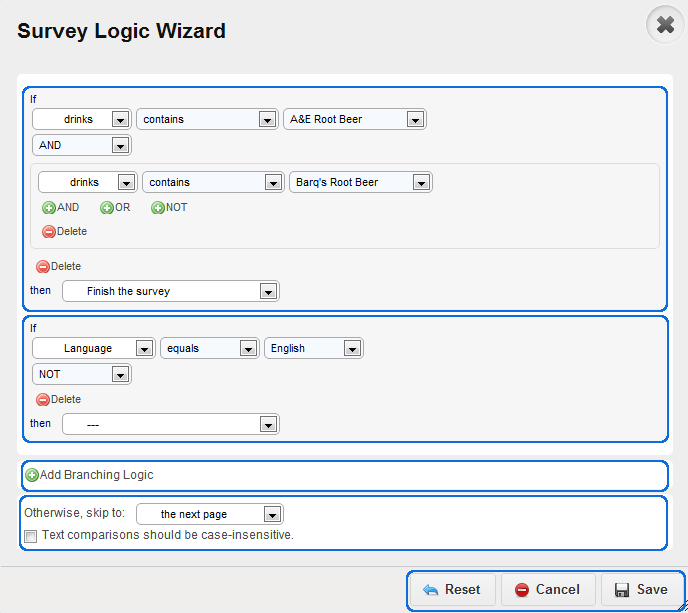 Survey Logic Wizard
If
drinks contains A&E Root Beer
AND
drinks contains Barq's Root Beer
AND OR NOT
Delete
Delete
then Finish the survey
If
Language equals English
NOT
Delete
then ---
Add Branching Logic
Otherwise, skip to: the next page
Text comparisons should be case-insensitive.
Reset Cancel Save